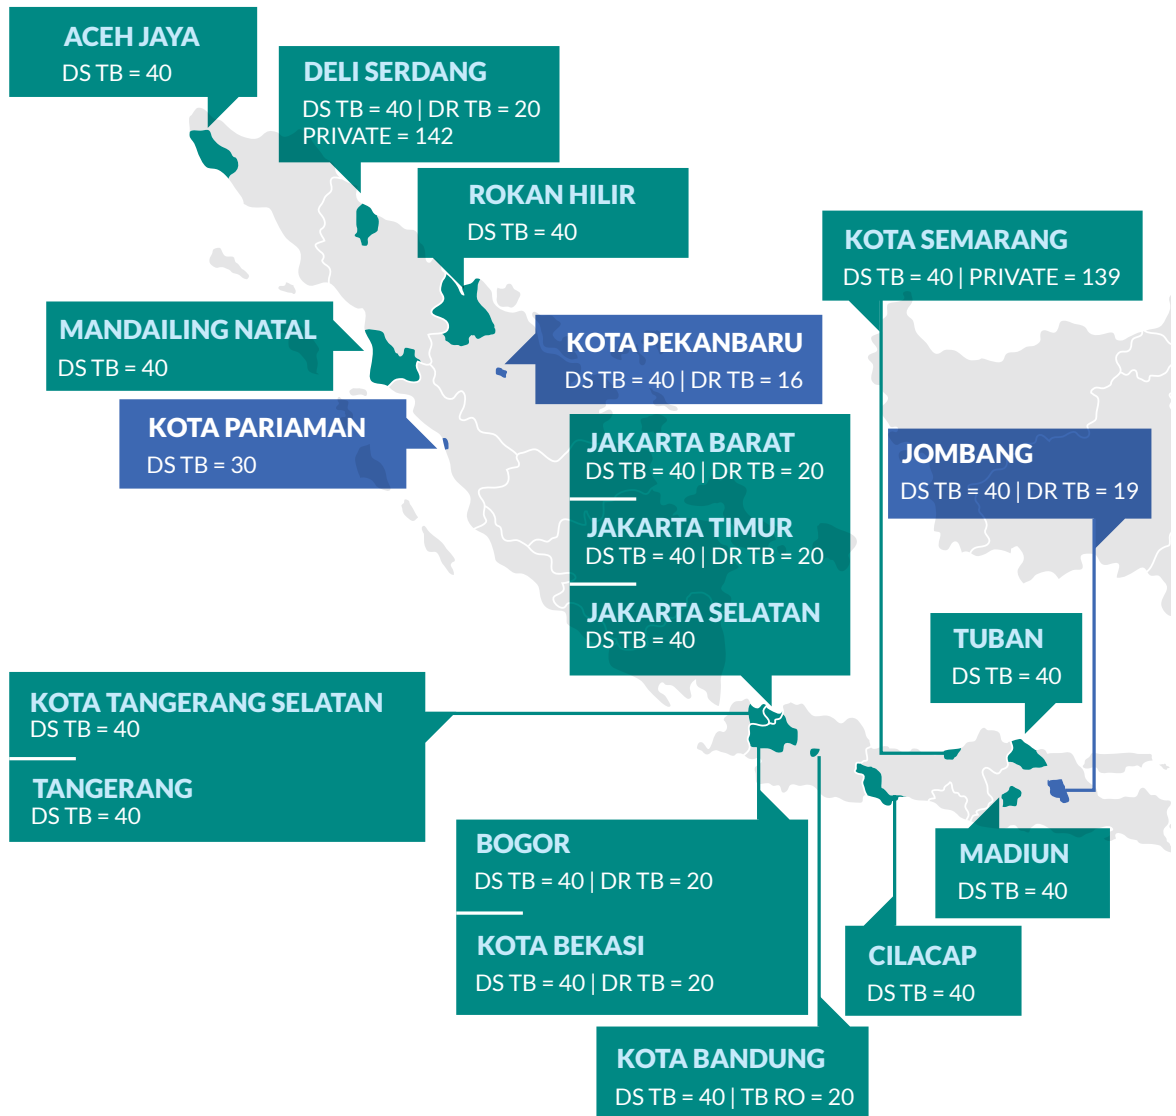 ACEH JAYA
DS TB = 40
DELI SERDANG
DS TB = 40 | DR TB = 20
PRIVATE = 142
ROKAN HILIR
DS TB = 40
KOTA SEMARANG
DS TB = 40 | PRIVATE = 139
MANDAILING NATAL
DS TB = 40
KOTA PEKANBARU
DS TB = 40 | DR TB = 16
KOTA PARIAMAN
DS TB = 30
JAKARTA BARAT
DS TB = 40 | DR TB = 20
JAKARTA TIMUR
DS TB = 40 | DR TB = 20
JAKARTA SELATAN
DS TB = 40
JOMBANG
DS TB = 40 | DR TB = 19
TUBAN
DS TB = 40
KOTA TANGERANG SELATAN
DS TB = 40
TANGERANG
DS TB = 40
BOGOR
DS TB = 40 | DR TB = 20
KOTA BEKASI
DS TB = 40 | DR TB = 20
MADIUN
DS TB = 40
CILACAP
DS TB = 40
KOTA BANDUNG
DS TB = 40 | TB RO = 20